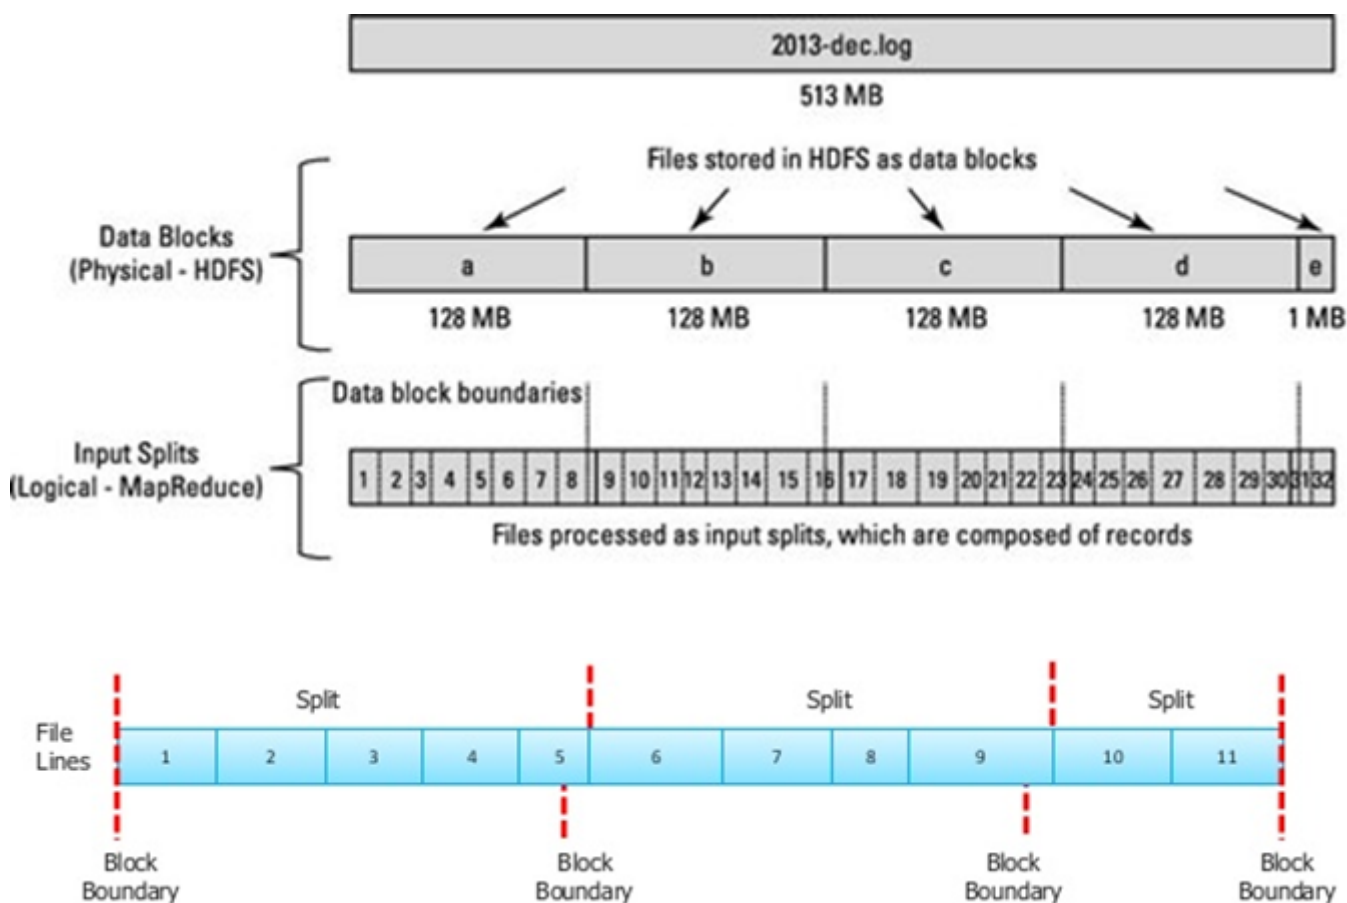 2013-dec.log
513 MB
Files stored in HDFS as data blocks
Data Blocks
(Physical - HDFS)
a b c d e
128 MB 128 MB 128 MB 128 MB 1 MB
Data block boundaries
Input Splits
(Logical - MapReduce)
1 2 3 4 5 6 7 8 9 10 11 12 13 14 15 16 17 18 19 20 21 22 23 24 25 26 27 28 29 30 31 32
Files processed as input splits, which are composed of records
Split Split Split
File
Lines
1 2 3 4 5 6 7 8 9 10 11
Block Block Block Block
Boundary Boundary Boundary Boundary